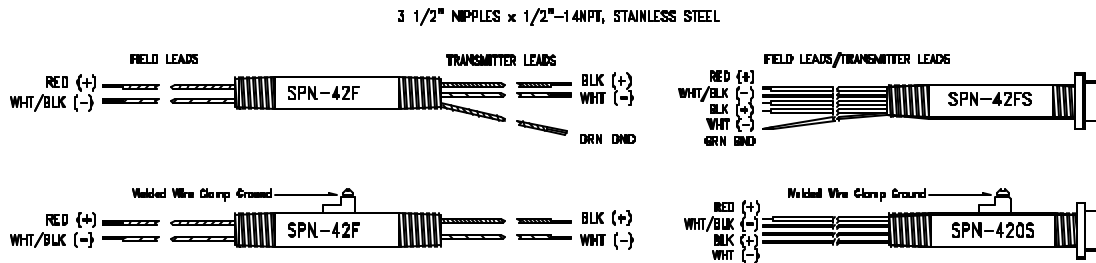 3 1/2" NIPPLES x 1/2"-14NPT, STAINLESS STEEL
FIELD LEADS
TRANSMITTER LEADS
RED (+)
WHT/BLK (-)
SPN-42F
BLK (+)
WHT (-)
GRN GND
FIELD LEADS/TRANSMITTER LEADS
RED (+)
WHT/BLK (-)
BLK (+)
WHT (-)
GRN GND
SPN-42FS
Welded Wire Clamp Ground
RED (+)
WHT/BLK (-)
SPN-42F
BLK (+)
WHT (-)
Welded Wire Clamp Ground
RED (+)
WHT/BLK (-)
BLK (+)
WHT (-)
SPN-420S